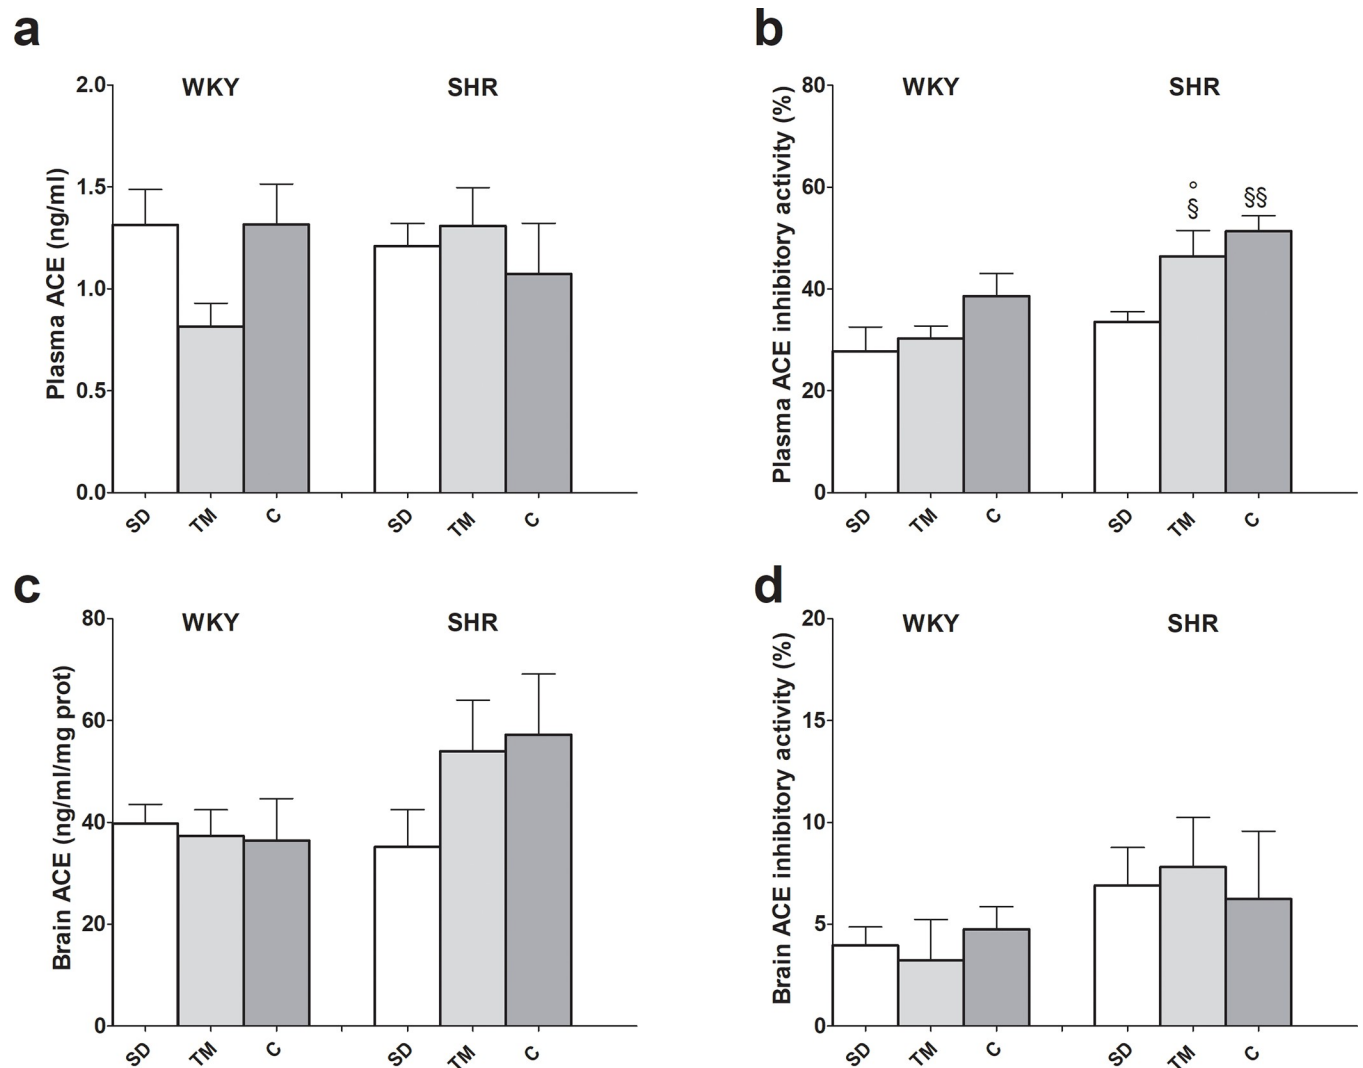 a
WKY
SHR
Plasma ACE (ng/ml)
2.0
1.5
1.0
0.5
0.0
SD
TM
C
SD
TM
C
b
WKY
SHR
Plasma ACE inhibitory activity (%)
80
60
40
20
0
°
§
§§
SD
TM
C
SD
TM
C
c
WKY
SHR
Brain ACE (ng/ml/mg prot)
80
60
40
20
0
SD
TM
C
SD
TM
C
d
WKY
SHR
Brain ACE inhibitory activity (%)
20
15
10
5
0
SD
TM
C
SD
TM
C